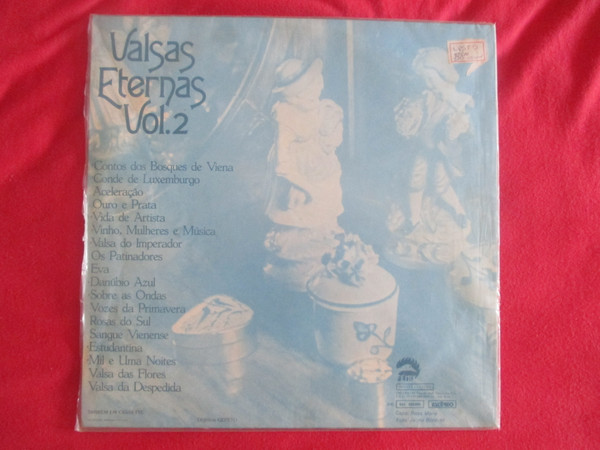 Valsas
Eternas
Vol.2
Contos dos Bosques de Viena
Conde de Luxemburgo
Aceleração
Ouro e Prata
Vida de Artista
Vinho, Mulheres e Música
Valsa do Imperador
Os Patinadores
Eva
Danúbio Azul
Sobre as Ondas
Vozes da Primavera
Rosas do Sul
Sangue Vienense
Estudantina
Mil e Uma Noites
Valsa das Flores
Valsa da Despedida